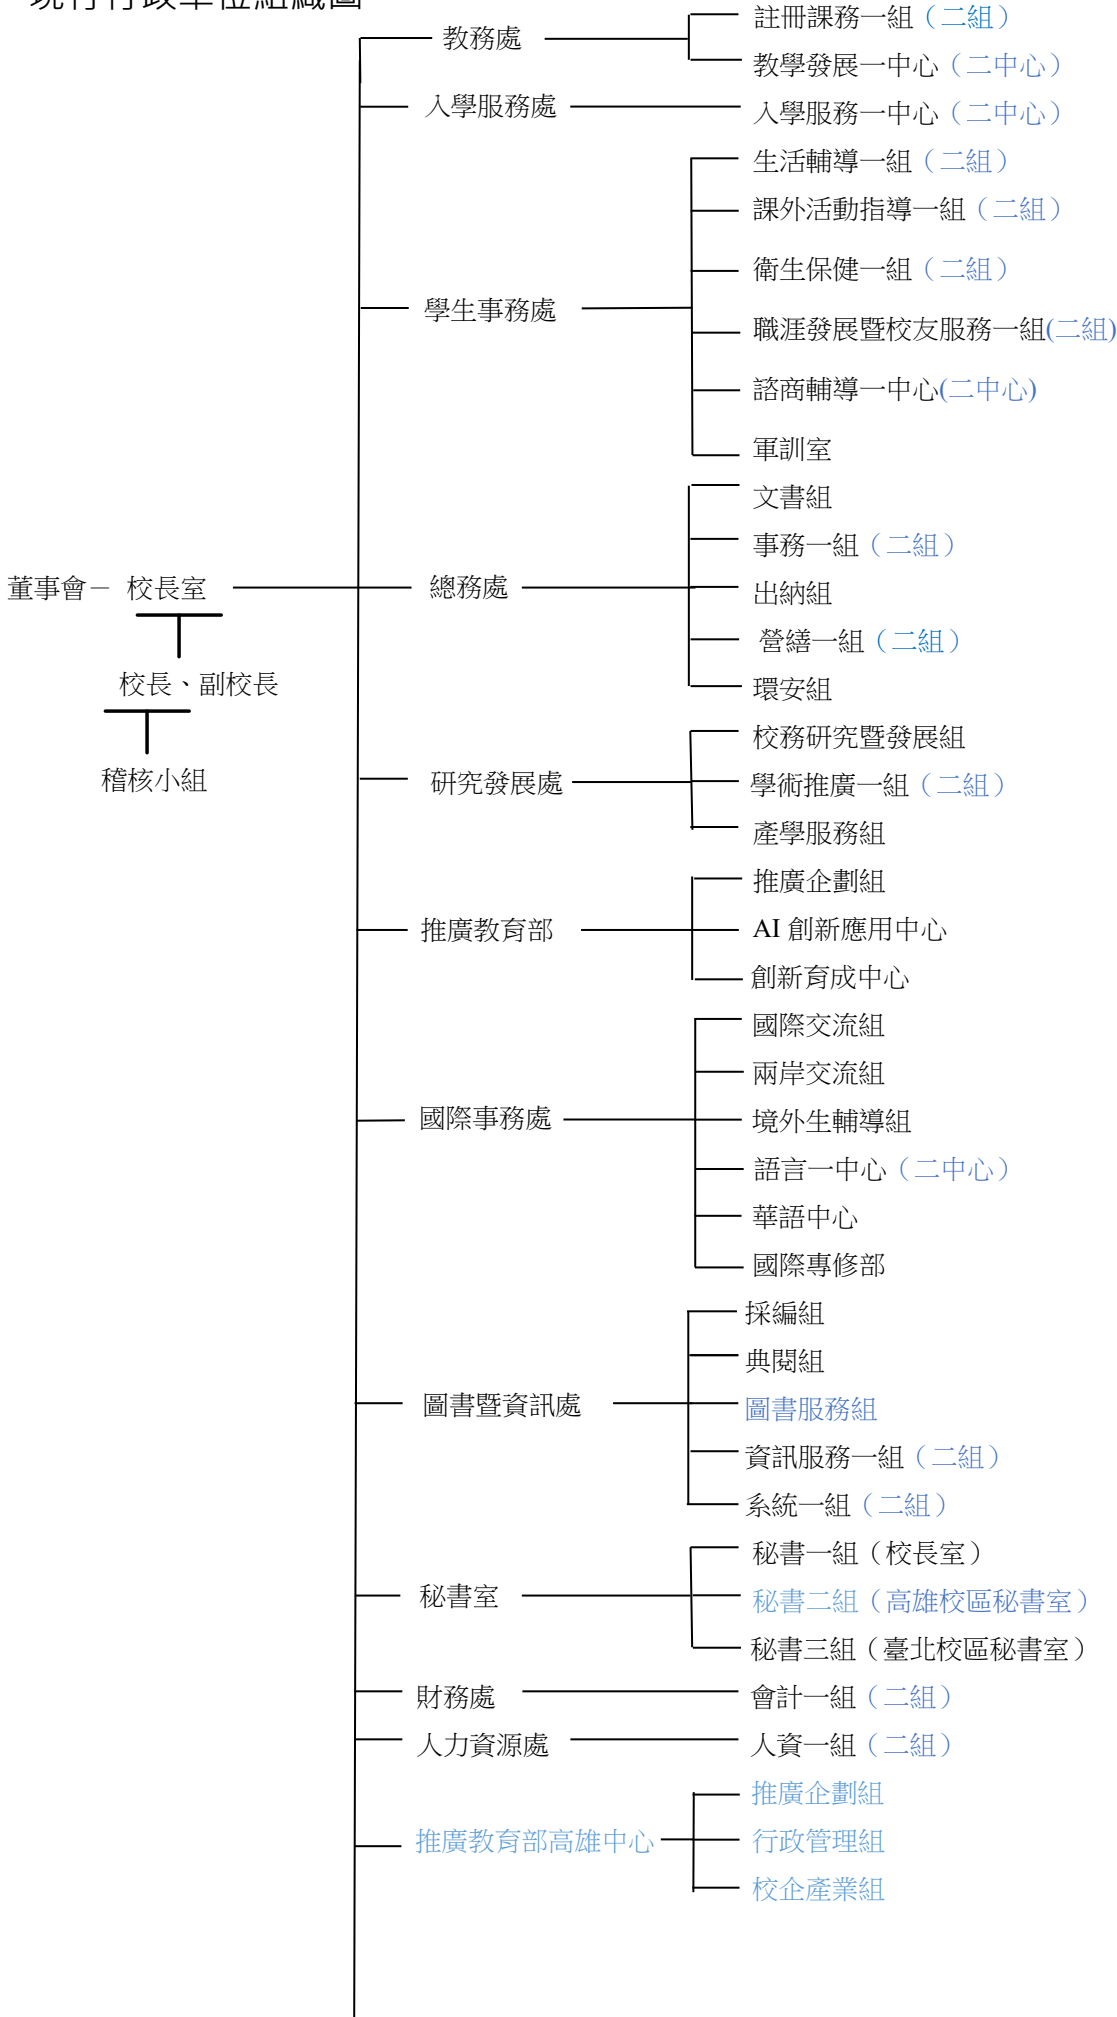 現行行政單位組織圖
教務處
註冊課務一組（二組）
教學發展一中心（二中心）
入學服務處
入學服務一中心（二中心）
學生事務處
生活輔導一組（二組）
課外活動指導一組（二組）
衛生保健一組（二組）
職涯發展暨校友服務一組(二組)
諮商輔導一中心(二中心)
軍訓室
董事會－ 校長室
校長、副校長
稽核小組
總務處
文書組
事務一組（二組）
出納組
營繕一組（二組）
環安組
研究發展處
校務研究暨發展組
學術推廣一組（二組）
產學服務組
推廣教育部
推廣企劃組
AI 創新應用中心
創新育成中心
國際事務處
國際交流組
兩岸交流組
境外生輔導組
語言一中心（二中心）
華語中心
國際專修部
圖書暨資訊處
採編組
典閱組
圖書服務組
資訊服務一組（二組）
系統一組（二組）
秘書室
秘書一組（校長室）
秘書二組（高雄校區秘書室）
秘書三組（臺北校區秘書室）
財務處
會計一組（二組）
人力資源處
人資一組（二組）
推廣教育部高雄中心
推廣企劃組
行政管理組
校企產業組